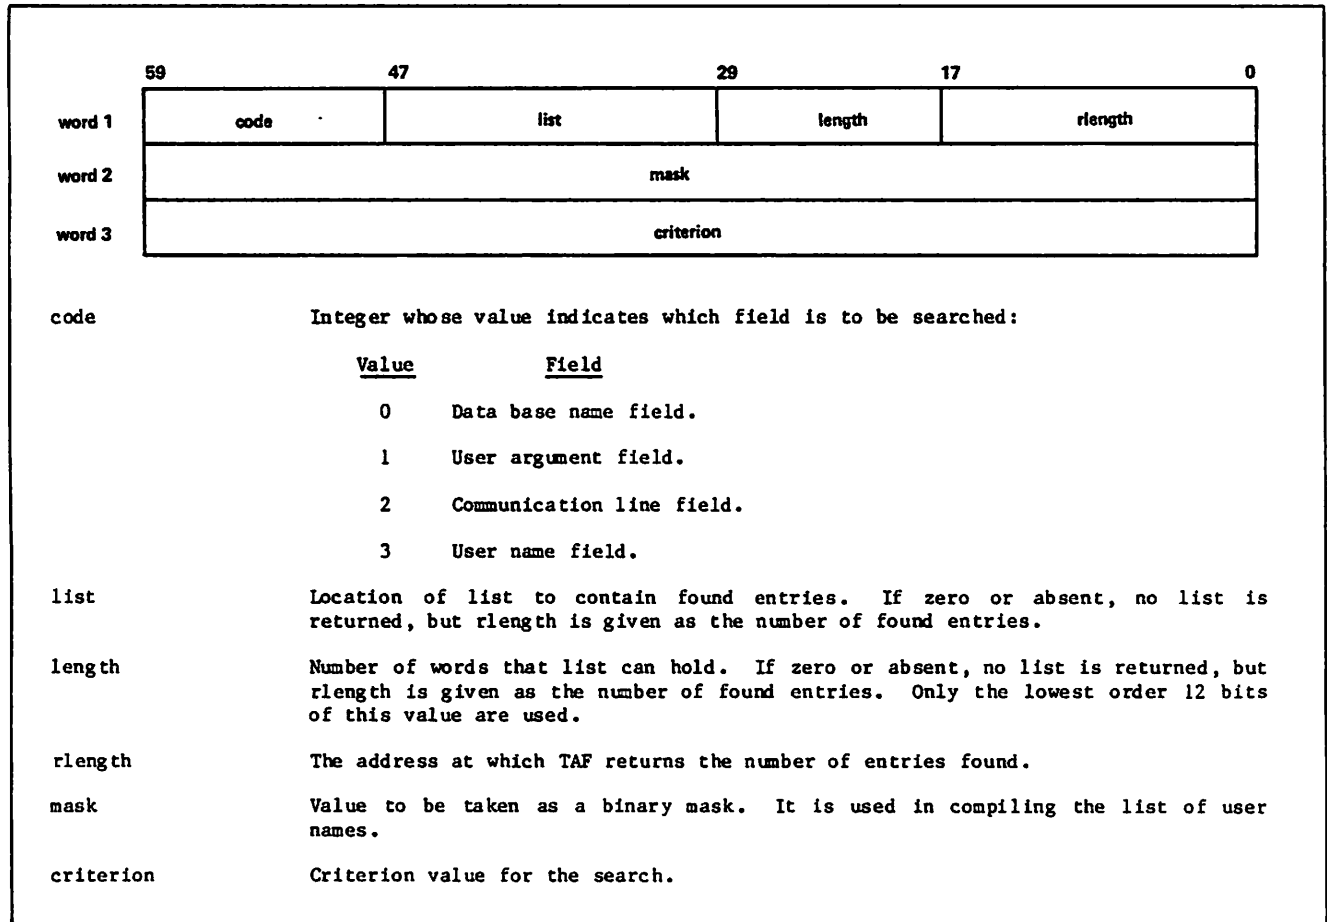 59 47 29 17 0
word 1 code list length rlength
word 2 mask
word 3 criterion
code Integer whose value indicates which field is to be searched:
Value Field
0 Data base name field.
1 User argument field.
2 Communication line field.
3 User name field.
list Location of list to contain found entries. If zero or absent, no list is
returned, but rlength is given as the number of found entries.
length Number of words that list can hold. If zero or absent, no list is returned, but
rlength is given as the number of found entries. Only the lowest order 12 bits
of this value are used.
rlength The address at which TAF returns the number of entries found.
mask Value to be taken as a binary mask. It is used in compiling the list of user
names.
criterion Criterion value for the search.